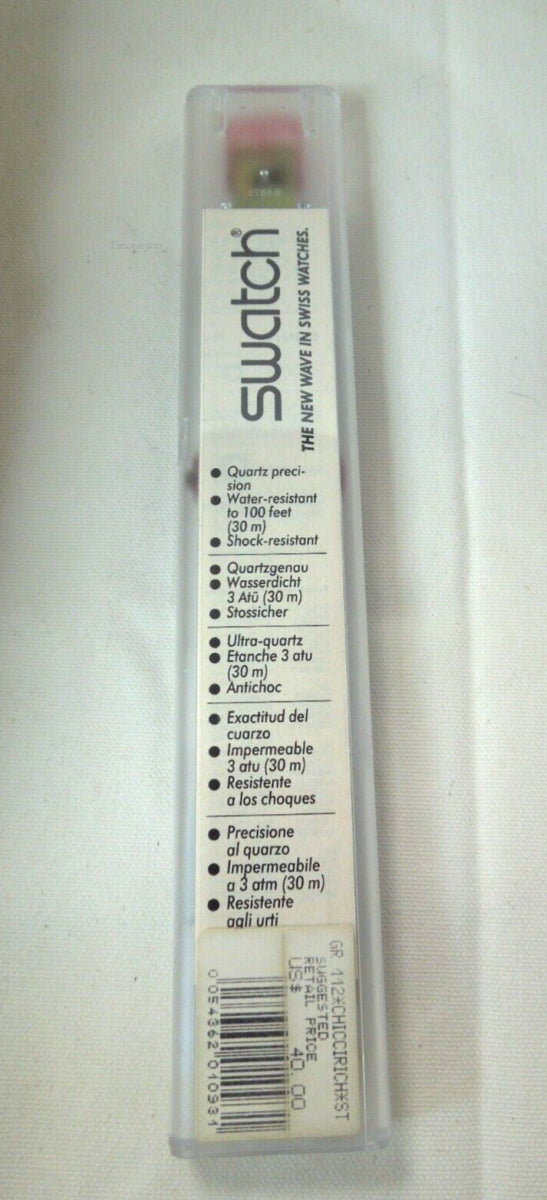 swatch®
THE NEW WAVE IN SWISS WATCHES.
● Quartz preci-
sion
● Water-resistant
to 100 feet
(30 m)
● Shock-resistant
● Quartzgenau
● Wasserdicht
3 Atü (30 m)
● Stossicher
● Ultra-quartz
● Etanche 3 atu
(30 m)
● Antichoc
● Exactitud del
cuarzo
● Impermeable
3 atu (30 m)
● Resistente
a los choques
● Precisione
al quarzo
● Impermeabile
a 3 atm (30 m)
● Resistente
agli urti
GR 112*CHICCIRICH*ST
SUGGESTED
RETAIL PRICE
US$ 40 00
0 054362 010931
Timekeepers